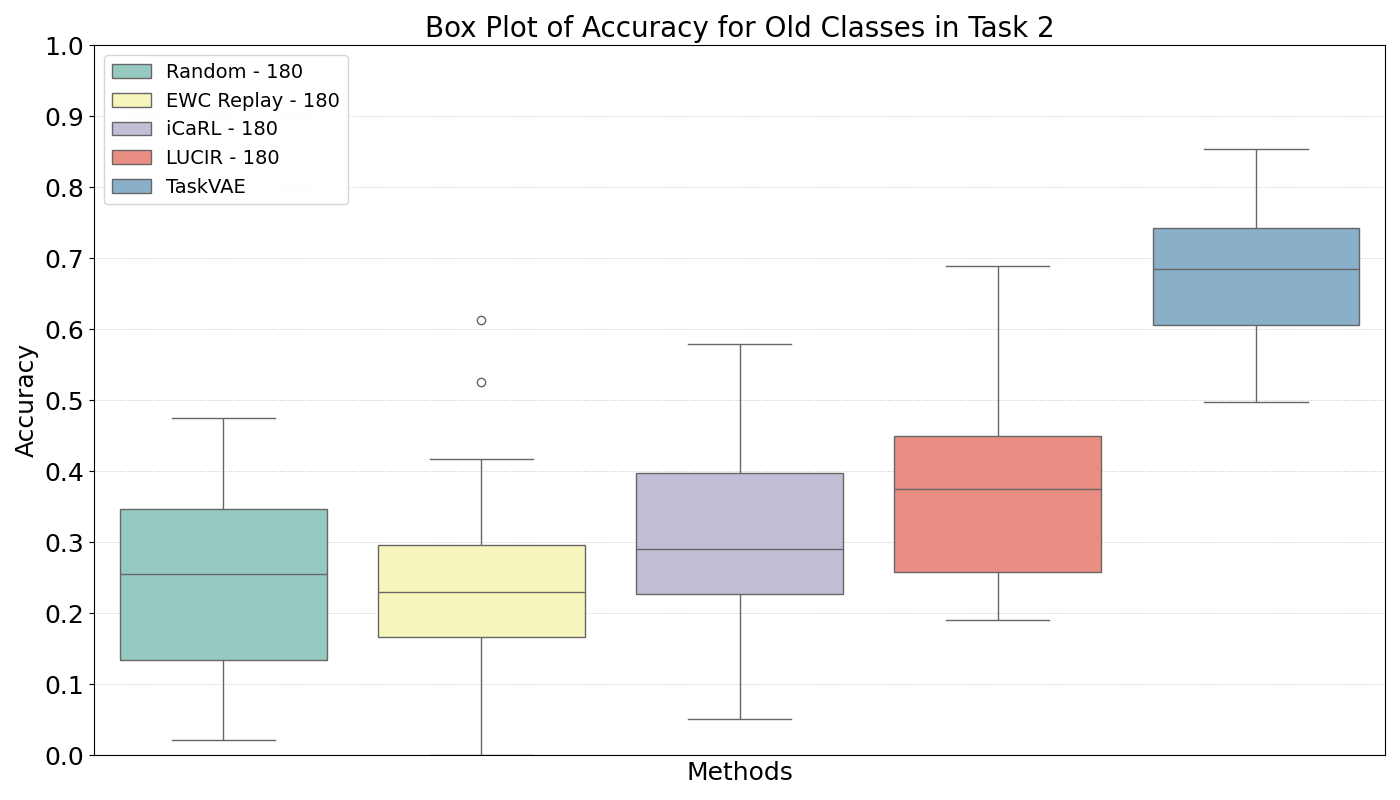 Box Plot of Accuracy for Old Classes in Task 2
1.0
0.9
0.8
0.7
0.6
0.5
0.4
0.3
0.2
0.1
0.0
Accuracy
Random - 180
EWC Replay - 180
iCaRL - 180
LUCIR - 180
TaskVAE
Methods